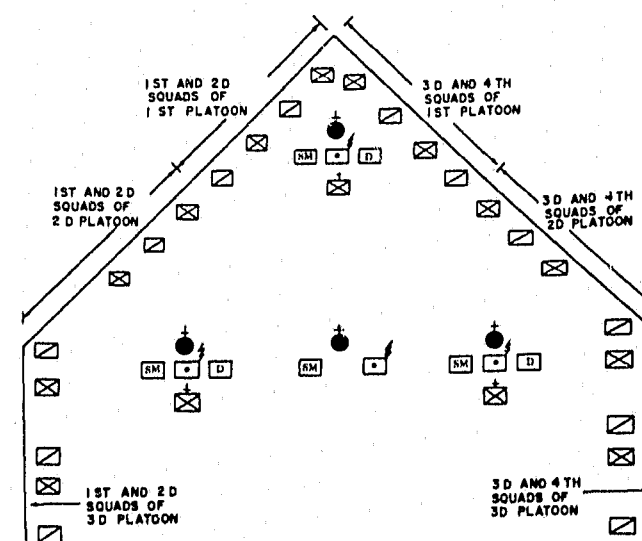 1ST AND 2D
SQUADS OF
1ST PLATOON
3D AND 4TH
SQUADS OF
1ST PLATOON
SM
D
1ST AND 2D
SQUADS OF
2D PLATOON
3D AND 4TH
SQUADS OF
2D PLATOON
SM
D
SM
SM
D
1ST AND 2D
SQUADS OF
3D PLATOON
3D AND 4TH
SQUADS OF
3D PLATOON